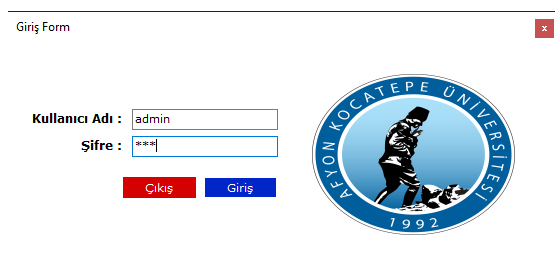 Giriş Form
x
Kullanıcı Adı :
admin
Şifre :
***
Çıkış
Giriş
AFYON KOCATEPE ÜNİVERSİTESİ
1992